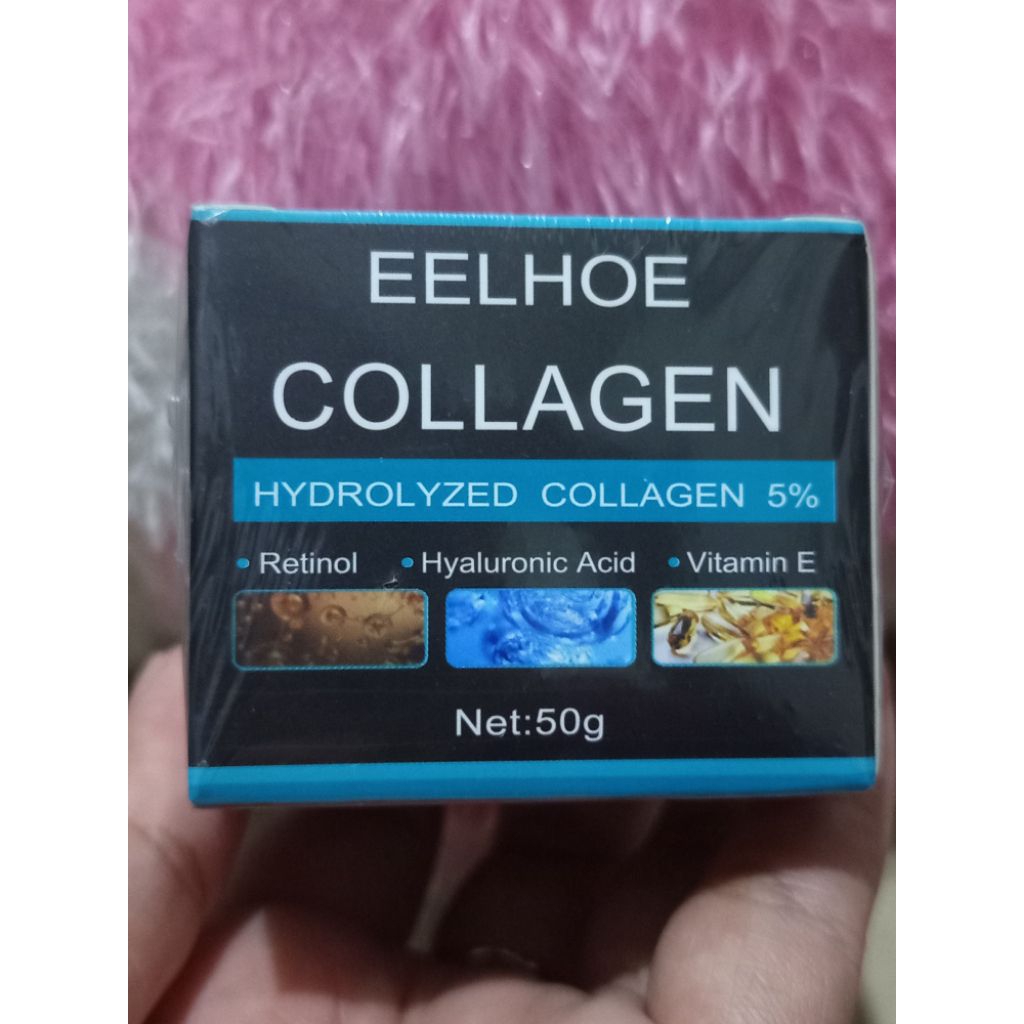 EELHOE
COLLAGEN
HYDROLYZED COLLAGEN 5%
• Retinol • Hyaluronic Acid • Vitamin E
Net:50g